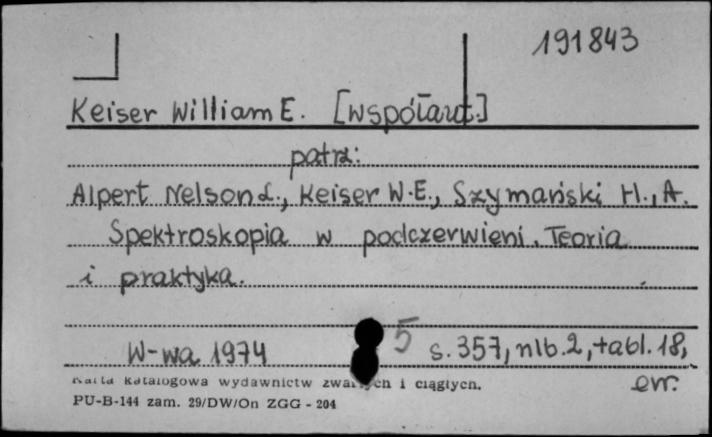 191843
Keiser William E. [współaut.]
patrz:
Alpert Nelson L., Keiser W.E., Szymański H., A.
Spektroskopia w podczerwieni. Teoria
i praktyka.
5
W-wa 1974 s. 357, nlb. 2, tabl. 18,
err.
Karta katalogowa wydawnictw zwartych i ciągłych.
PU-B-144 zam. 29/DW/On ZGG - 204